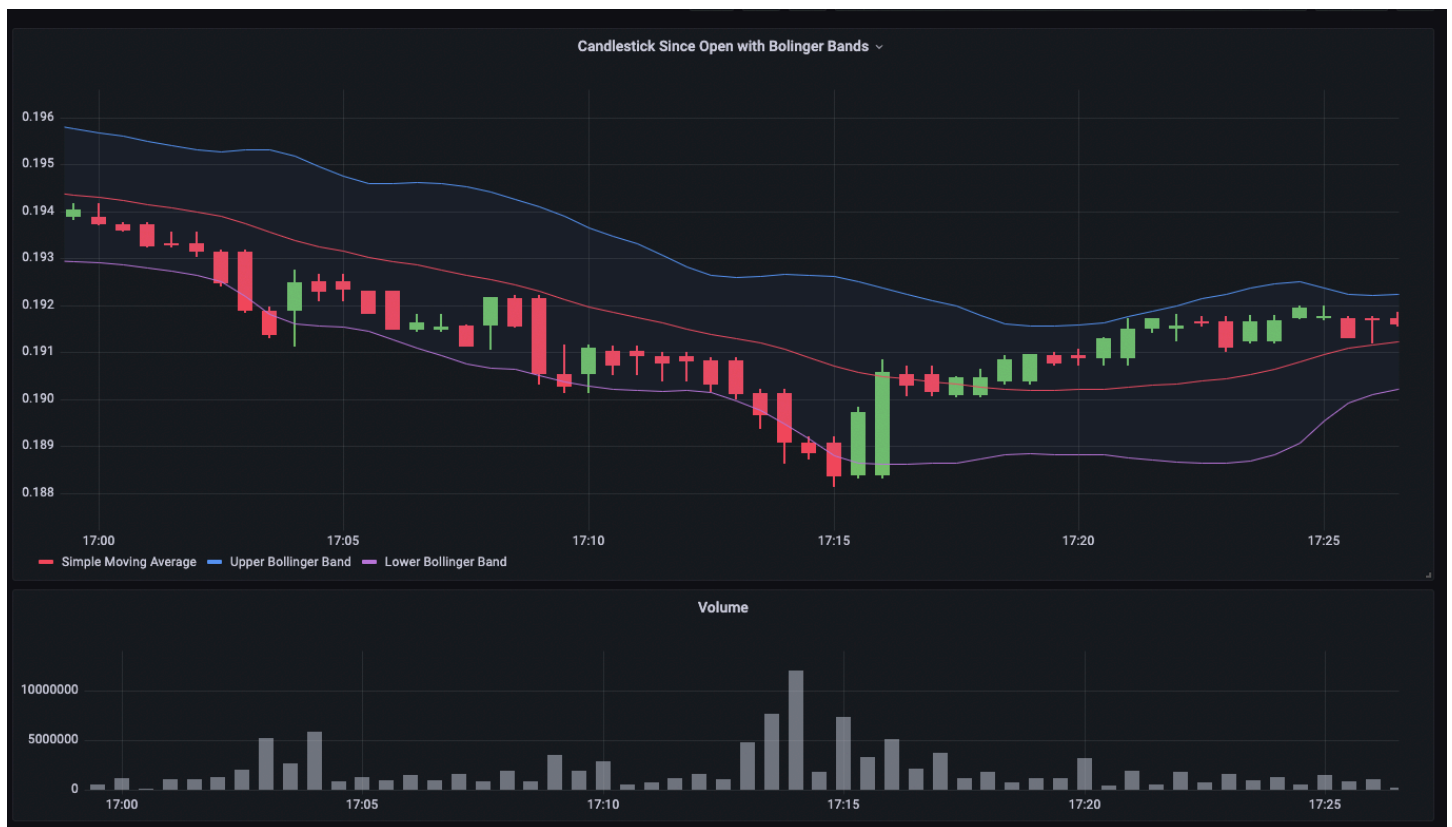 Candlestick Since Open with Bolinger Bands
0.196
0.195
0.194
0.193
0.192
0.191
0.190
0.189
0.188
17:00 17:05 17:10 17:15 17:20 17:25
Simple Moving Average Upper Bollinger Band Lower Bollinger Band
Volume
10000000
5000000
0
17:00 17:05 17:10 17:15 17:20 17:25